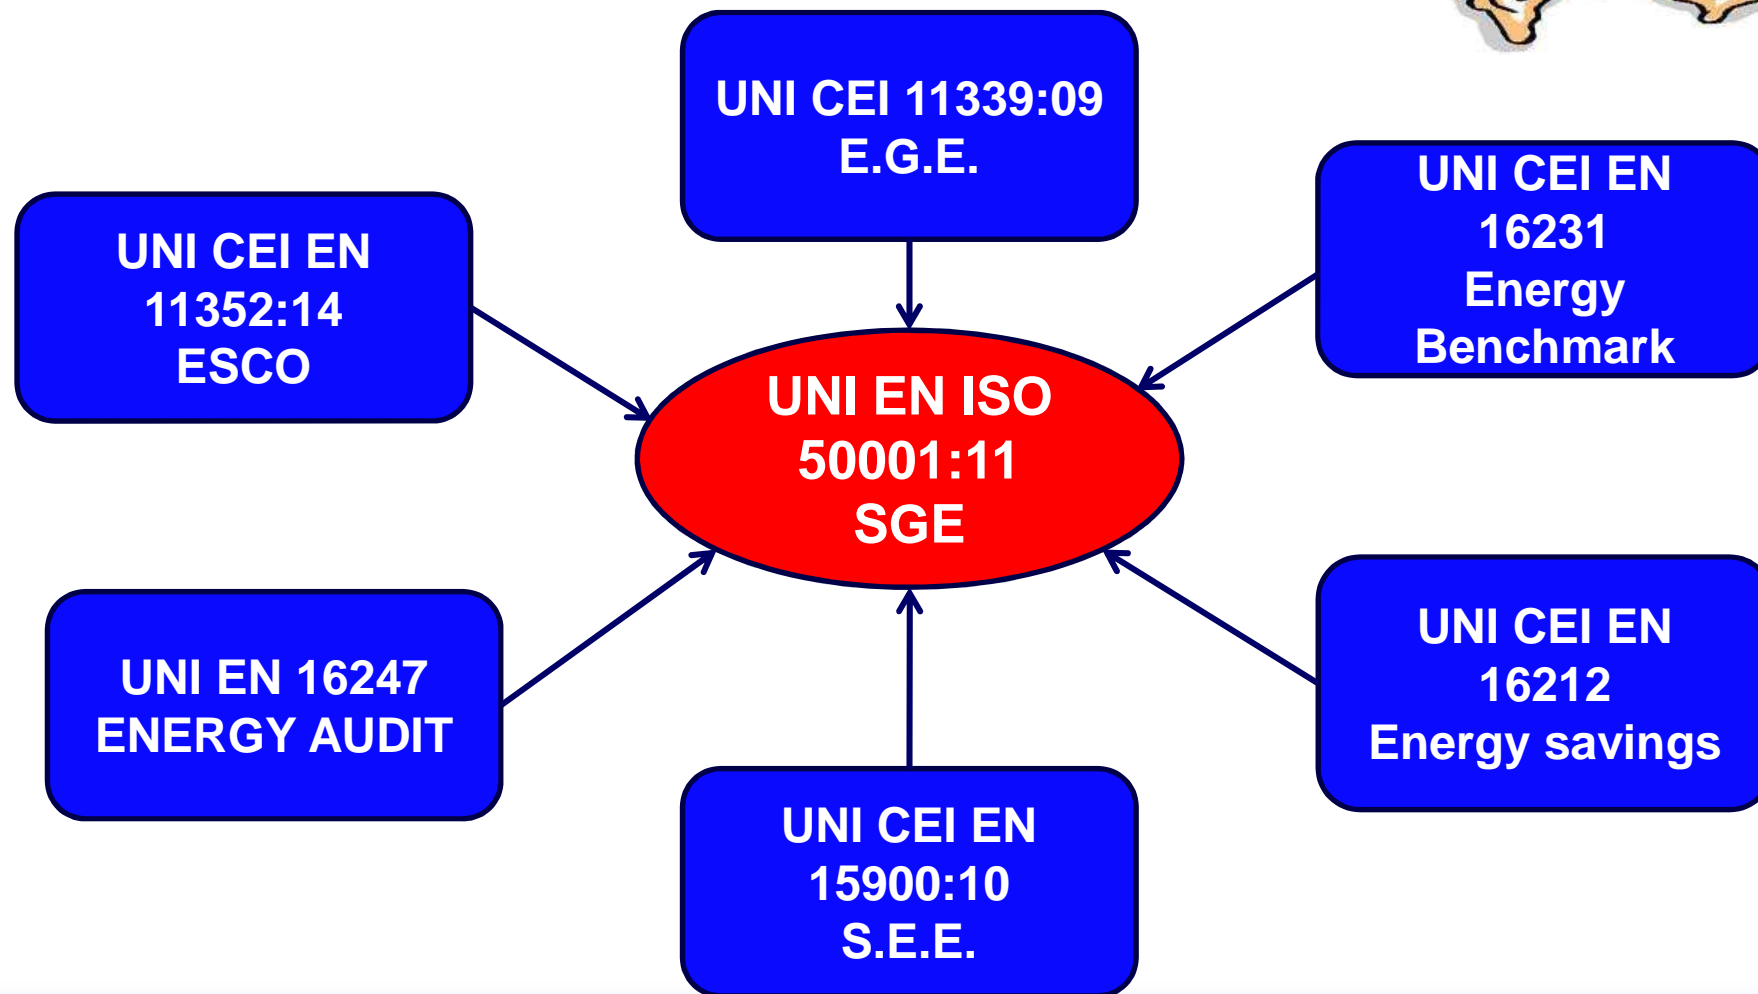 UNI CEI 11339:09
E.G.E.
UNI CEI EN
11352:14
ESCO
UNI CEI EN
16231
Energy
Benchmark
UNI EN ISO
50001:11
SGE
UNI EN 16247
ENERGY AUDIT
UNI CEI EN
16212
Energy savings
UNI CEI EN
15900:10
S.E.E.